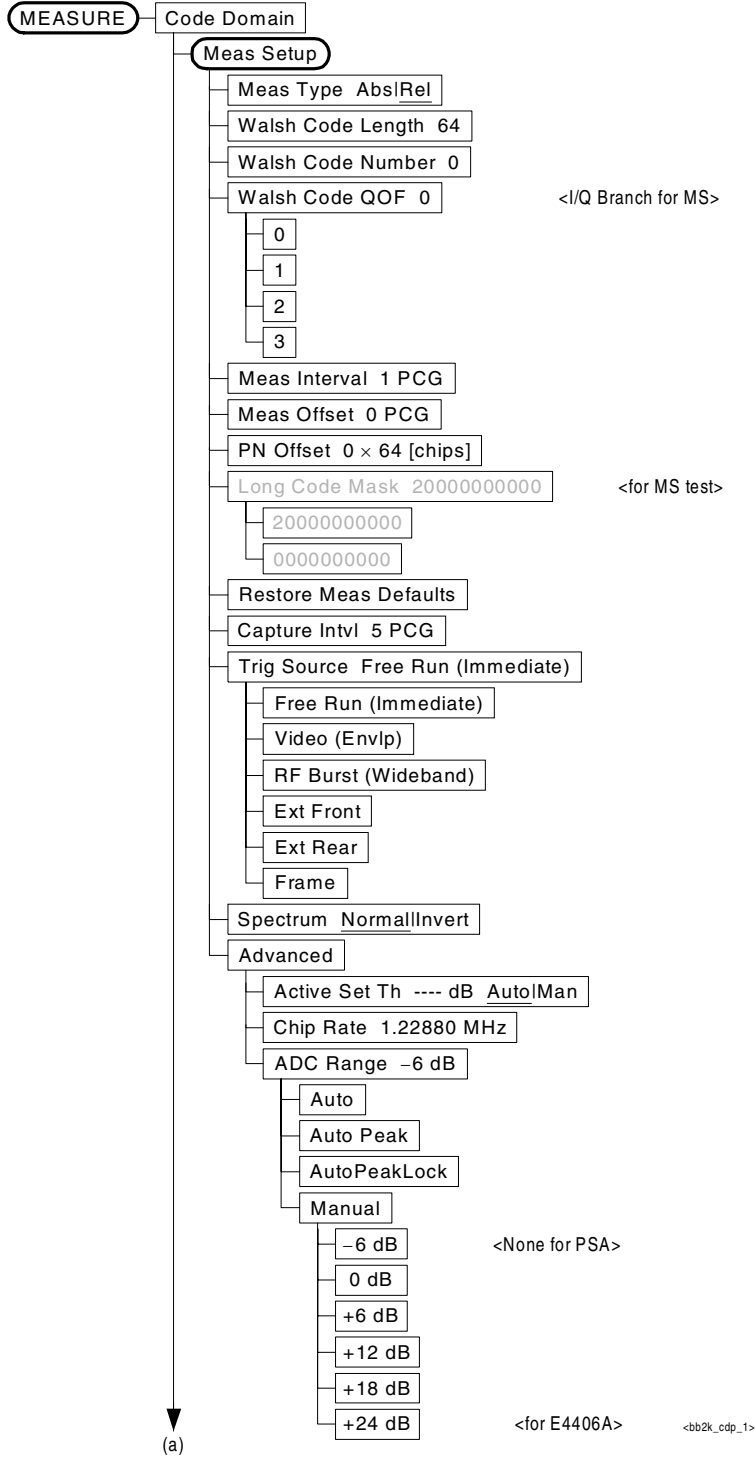 MEASURE Code Domain
Meas Setup
Meas Type Abs|Rel
Walsh Code Length 64
Walsh Code Number 0
Walsh Code QOF 0 <I/Q Branch for MS>
0
1
2
3
Meas Interval 1 PCG
Meas Offset 0 PCG
PN Offset 0 × 64 [chips]
Long Code Mask 20000000000 <for MS test>
20000000000
0000000000
Restore Meas Defaults
Capture Intvl 5 PCG
Trig Source Free Run (Immediate)
Free Run (Immediate)
Video (Envlp)
RF Burst (Wideband)
Ext Front
Ext Rear
Frame
Spectrum Normal|Invert
Advanced
Active Set Th ---- dB Auto|Man
Chip Rate 1.22880 MHz
ADC Range −6 dB
Auto
Auto Peak
AutoPeakLock
Manual
−6 dB <None for PSA>
0 dB
+6 dB
+12 dB
+18 dB
+24 dB <for E4406A> <bb2k_cdp_1>
(a)